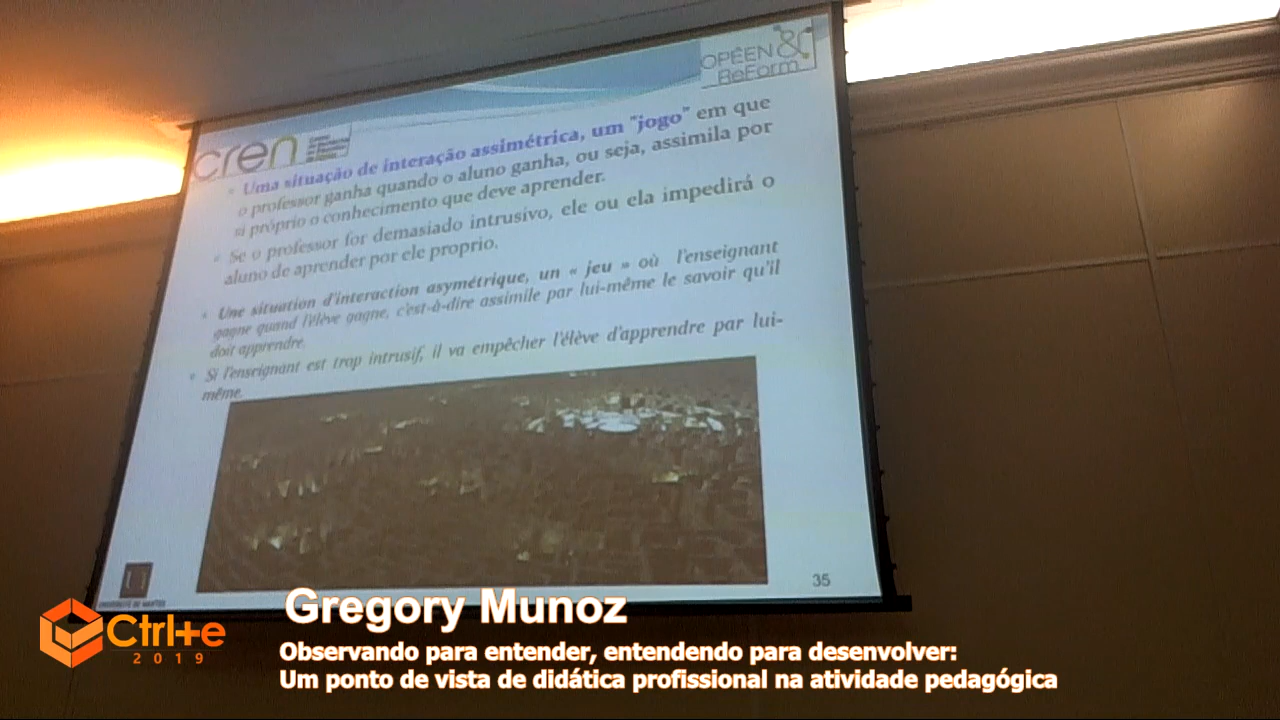 OPÉEN &
ReForm
cren
Uma situação de interação assimétrica, um "jogo" em que
o professor ganha quando o aluno ganha, ou seja, assimila por
si próprio o conhecimento que deve aprender.
Se o professor for demasiado intrusivo, ele ou ela impedirá o
aluno de aprender por ele proprio.
Une situation d'interaction asymétrique, un « jeu » où l'enseignant
gagne quand l'élève gagne, c'est-à-dire assimile par lui-même le savoir qu'il
doit apprendre.
Si l'enseignant est trop intrusif, il va empêcher l'élève d'apprendre par lui-
même.
35
UNIVERSITÉ DE NANTES
Gregory Munoz
Ctrl+e
2019
Observando para entender, entendendo para desenvolver:
Um ponto de vista de didática profissional na atividade pedagógica